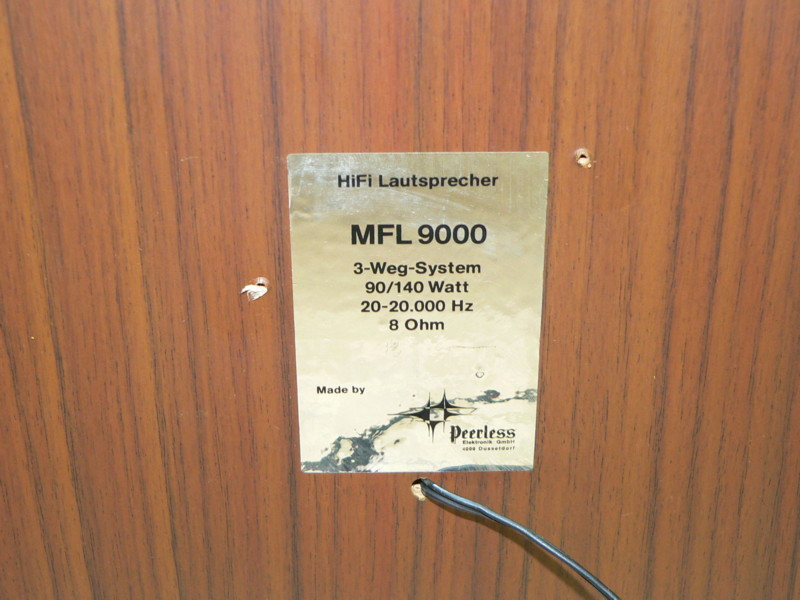 HiFi Lautsprecher
MFL 9000
3-Weg-System
90/140 Watt
20-20.000 Hz
8 Ohm
Made by
Peerless
Elektronik GmbH
Düsseldorf